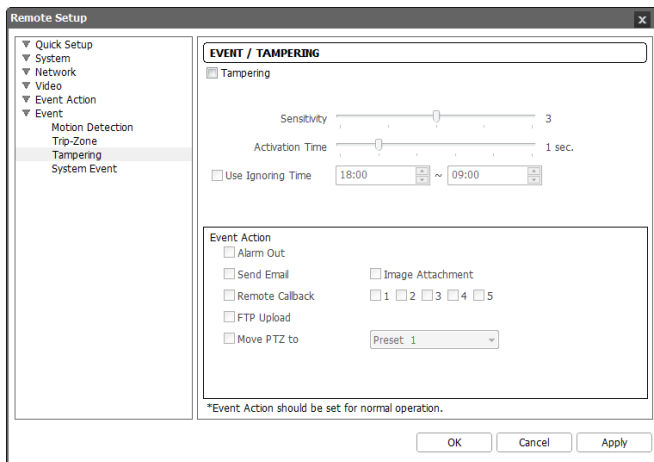 Remote Setup
x
Quick Setup
System
Network
Video
Event Action
Event
Motion Detection
Trip-Zone
Tampering
System Event
EVENT / TAMPERING
Tampering
Sensitivity 3
Activation Time 1 sec.
Use Ignoring Time 18:00 ~ 09:00
Event Action
Alarm Out
Send Email Image Attachment
Remote Callback 1 2 3 4 5
FTP Upload
Move PTZ to Preset 1
*Event Action should be set for normal operation.
OK Cancel Apply